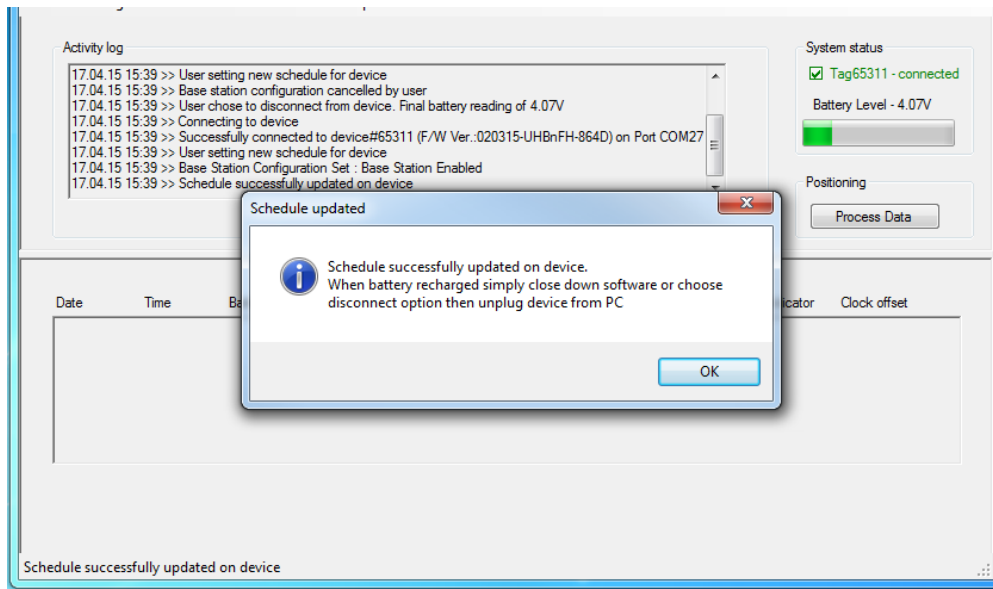 Activity log
17.04.15 15:39 >> User setting new schedule for device
17.04.15 15:39 >> Base station configuration cancelled by user
17.04.15 15:39 >> User chose to disconnect from device. Final battery reading of 4.07V
17.04.15 15:39 >> Connecting to device
17.04.15 15:39 >> Successfully connected to device#65311 (F/W Ver.:020315-UHBnFH-864D) on Port COM27
17.04.15 15:39 >> User setting new schedule for device
17.04.15 15:39 >> Base Station Configuration Set : Base Station Enabled
17.04.15 15:39 >> Schedule successfully updated on device
System status
Tag65311 - connected
Battery Level - 4.07V
Positioning
Process Data
Schedule updated
Schedule successfully updated on device.
When battery recharged simply close down software or choose
disconnect option then unplug device from PC
OK
Date Time Clock offset
Schedule successfully updated on device